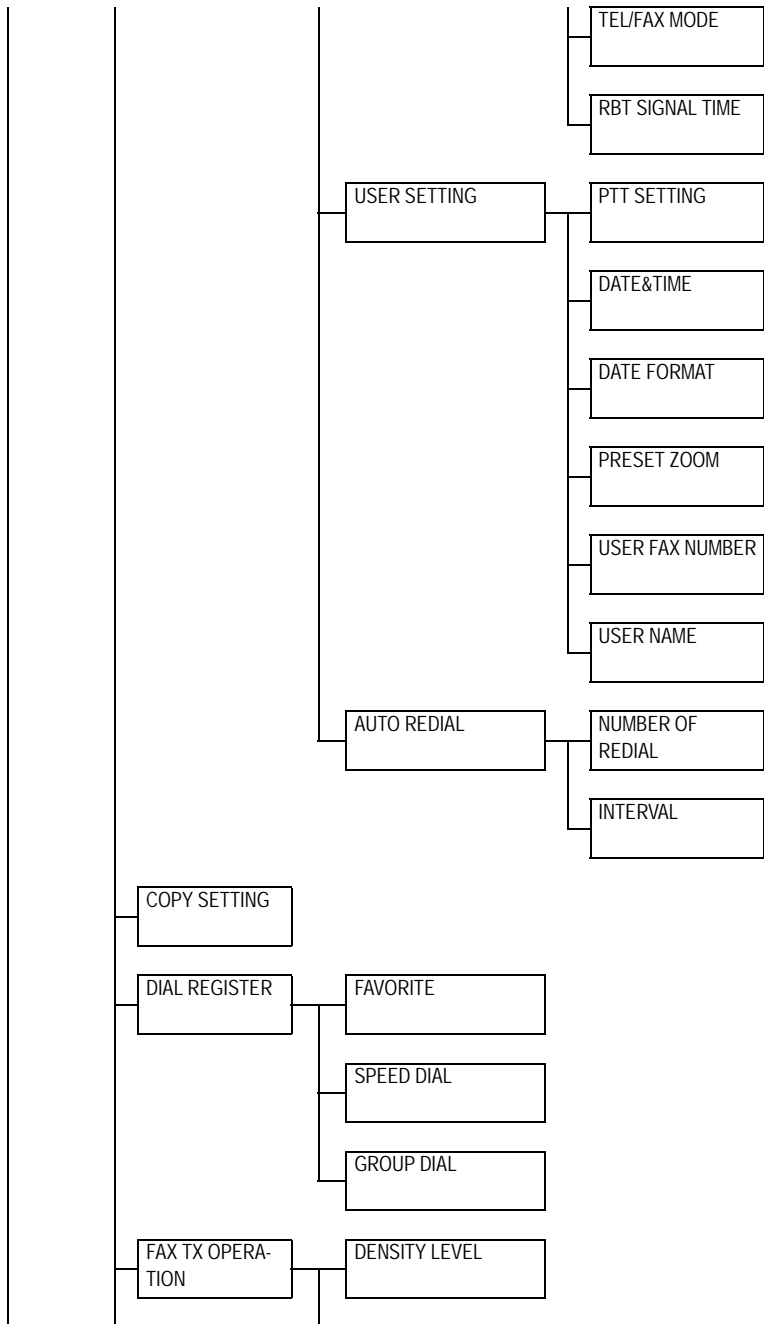 TEL/FAX MODE
RBT SIGNAL TIME
USER SETTING
PTT SETTING
DATE&TIME
DATE FORMAT
PRESET ZOOM
USER FAX NUMBER
USER NAME
AUTO REDIAL
NUMBER OF
REDIAL
INTERVAL
COPY SETTING
DIAL REGISTER
FAVORITE
SPEED DIAL
GROUP DIAL
FAX TX OPERA-
TION
DENSITY LEVEL